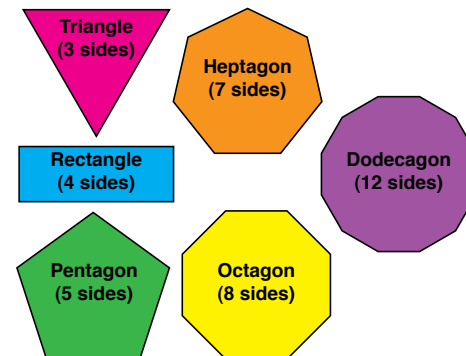 Triangle
(3 sides)
Heptagon
(7 sides)
Rectangle
(4 sides)
Dodecagon
(12 sides)
Pentagon
(5 sides)
Octagon
(8 sides)